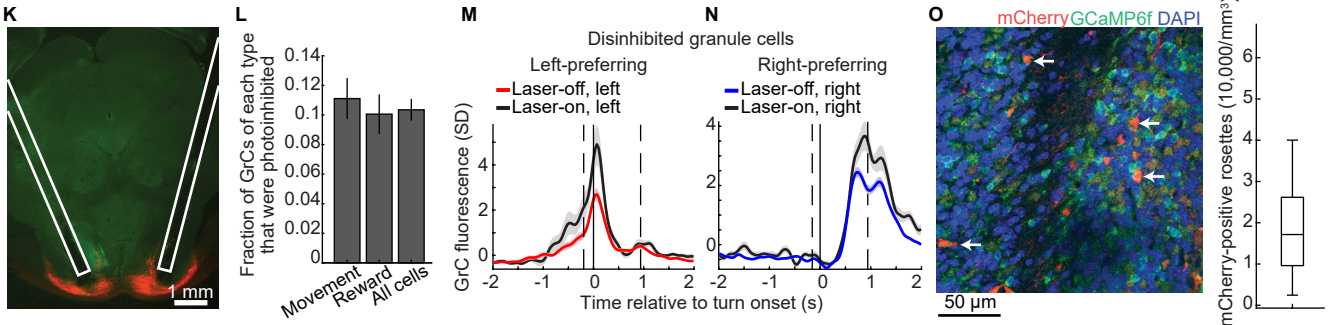 K
1 mm
L
Fraction of GrCs of each type
that were photoinhibited
0.14
0.12
0.1
0.08
0.06
0.04
0.02
0
Movement
Reward
All cells
Disinhibited granule cells
M
Left-preferring
Laser-off, left
Laser-on, left
GrC fluorescence (SD)
4
2
0
-2 -1 0 1 2
N
Right-preferring
Laser-off, right
Laser-on, right
4
2
0
-2 -1 0 1 2
Time relative to turn onset (s)
O
mCherry GCaMP6f DAPI
50 µm
mCherry-positive rosettes (10,000/mm³)
6
5
4
3
2
1
0